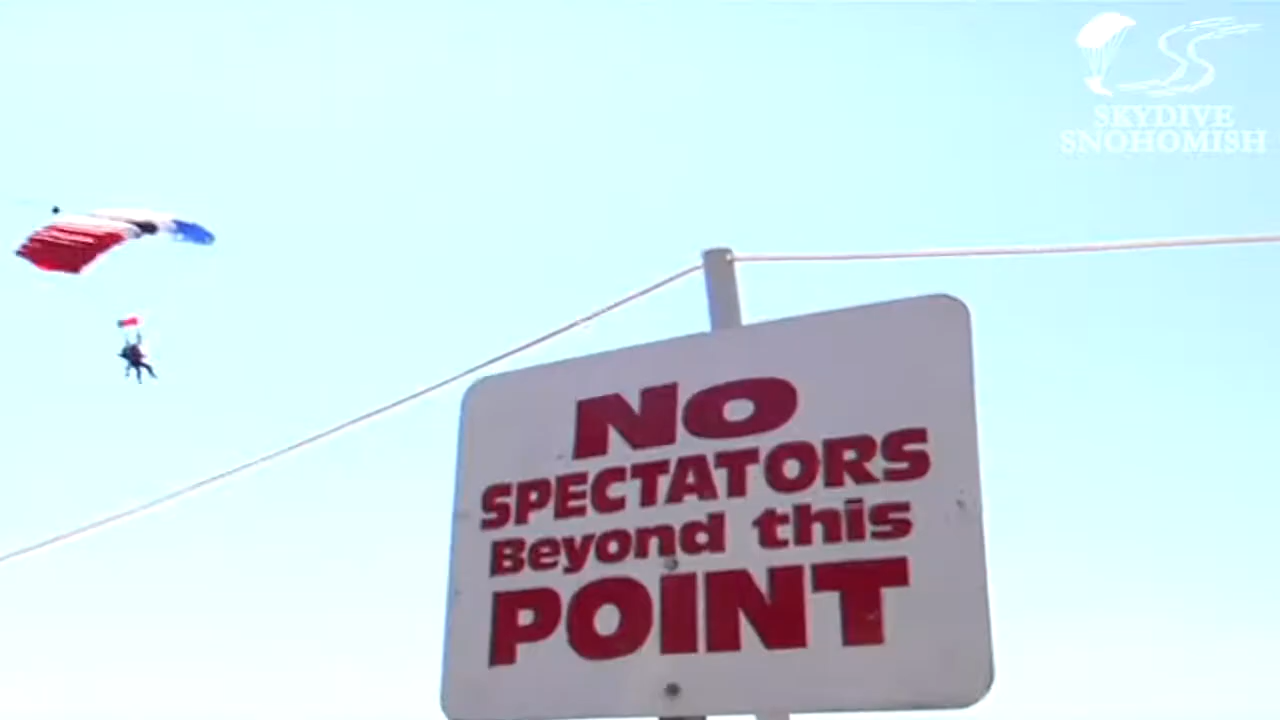 SKYDIVE
SNOHOMISH
NO
SPECTATORS
Beyond this
POINT